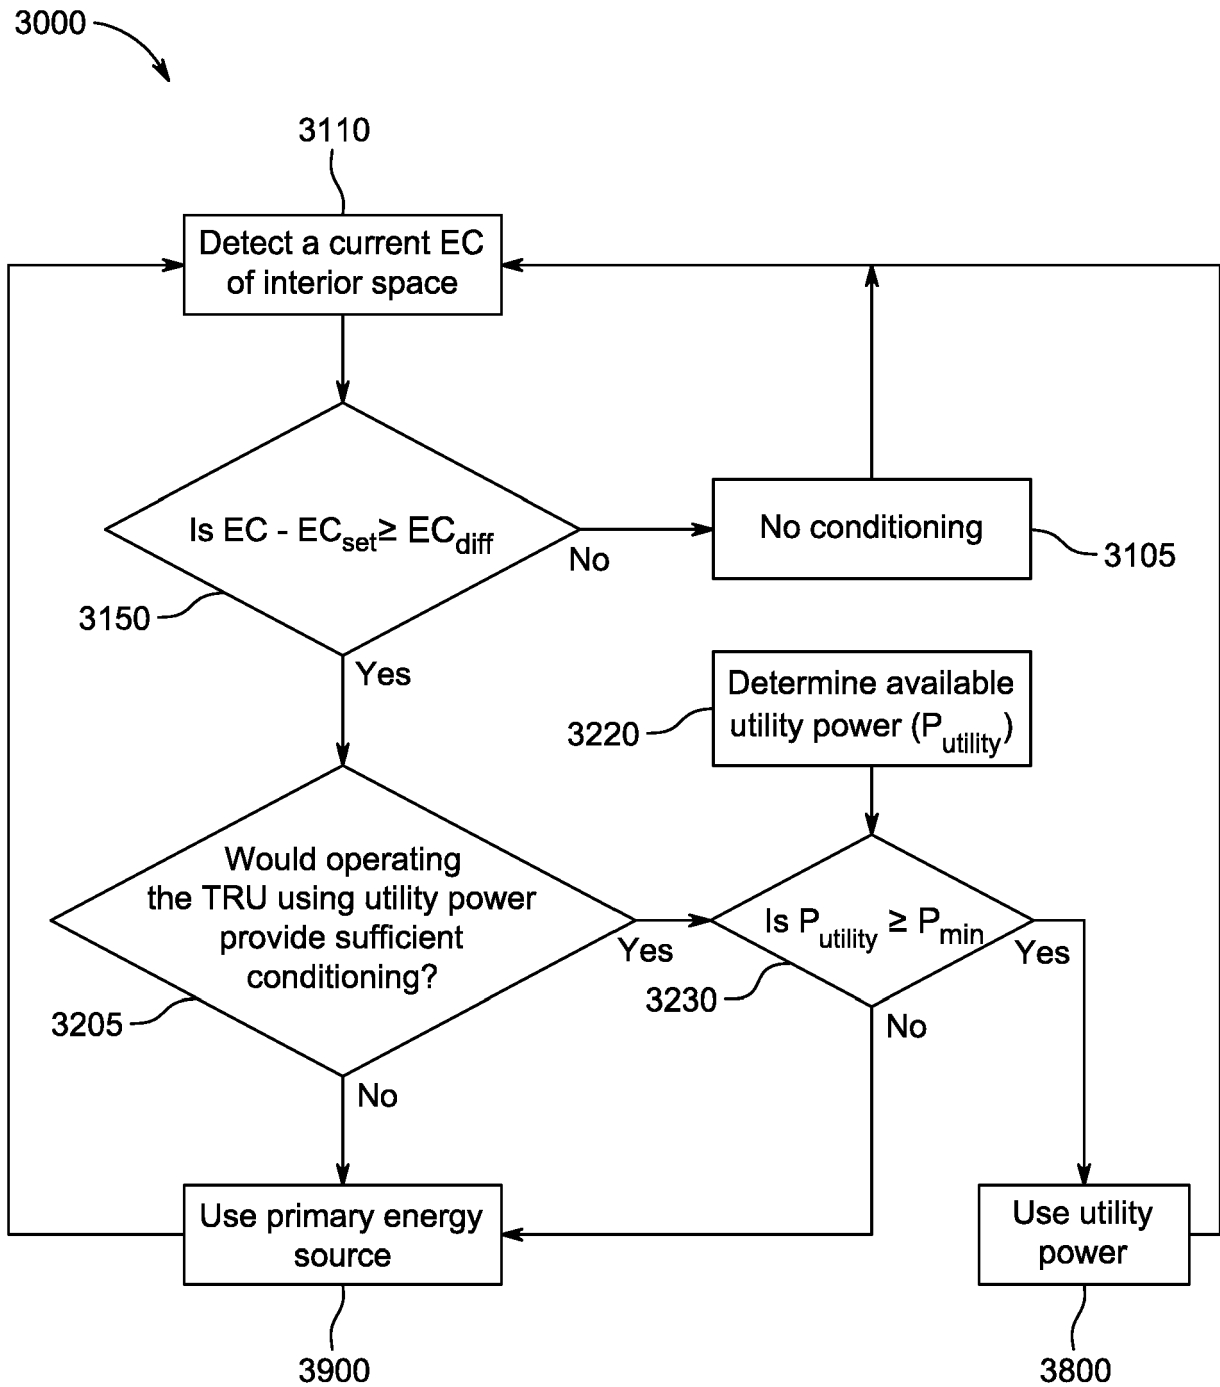 3000
3110
Detect a current EC
of interior space
Is EC - ECset ≥ ECdiff
No
No conditioning
3105
3150
Yes
Determine available
utility power (Putility)
3220
Would operating
the TRU using utility power
provide sufficient
conditioning?
Yes
Is Putility ≥ Pmin
Yes
3205
3230
No
No
Use primary energy
source
Use utility
power
3900
3800